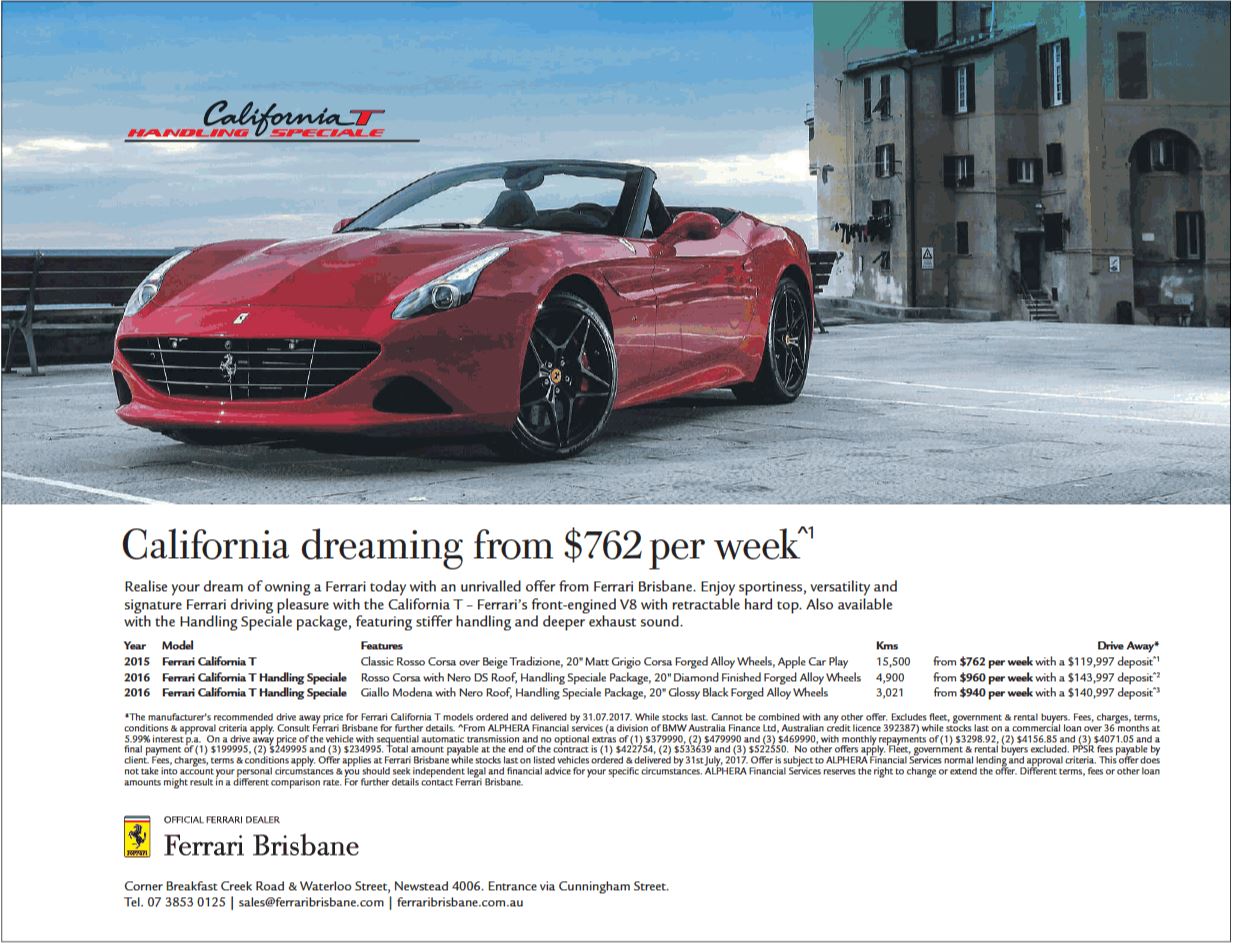 California T
HANDLING SPECIALE
California dreaming from $762 per week^1
Realise your dream of owning a Ferrari today with an unrivalled offer from Ferrari Brisbane. Enjoy sportiness, versatility and
signature Ferrari driving pleasure with the California T – Ferrari's front-engined V8 with retractable hard top. Also available
with the Handling Speciale package, featuring stiffer handling and deeper exhaust sound.
Year Model Features Kms Drive Away*
2015 Ferrari California T Classic Rosso Corsa over Beige Tradizione, 20" Matt Grigio Corsa Forged Alloy Wheels, Apple Car Play 15,500 from $762 per week with a $119,997 deposit^1
2016 Ferrari California T Handling Speciale Rosso Corsa with Nero DS Roof, Handling Speciale Package, 20" Diamond Finished Forged Alloy Wheels 4,900 from $960 per week with a $143,997 deposit^2
2016 Ferrari California T Handling Speciale Giallo Modena with Nero Roof, Handling Speciale Package, 20" Glossy Black Forged Alloy Wheels 3,021 from $940 per week with a $140,997 deposit^3
*The manufacturer's recommended drive away price for Ferrari California T models ordered and delivered by 31.07.2017. While stocks last. Cannot be combined with any other offer. Excludes fleet, government & rental buyers. Fees, charges, terms,
conditions & approval criteria apply. Consult Ferrari Brisbane for further details. ^From ALPHERA Financial services (a division of BMW Australia Finance Ltd, Australian credit licence 392387) while stocks last on a commercial loan over 36 months at
5.99% interest p.a. On a drive away price of the vehicle with sequential automatic transmission and no optional extras of (1) $379990, (2) $479990 and (3) $469990, with monthly repayments of (1) $3298.92, (2) $4156.85 and (3) $4071.05 and a
final payment of (1) $199995, (2) $249995 and (3) $234995. Total amount payable at the end of the contract is (1) $422754, (2) $533639 and (3) $522550. No other offers apply. Fleet, government & rental buyers excluded. PPSR fees payable by
client. Fees, charges, terms & conditions apply. Offer applies at Ferrari Brisbane while stocks last on listed vehicles ordered & delivered by 31st July, 2017. Offer is subject to ALPHERA Financial Services normal lending and approval criteria. This offer does
not take into account your personal circumstances & you should seek independent legal and financial advice for your specific circumstances. ALPHERA Financial Services reserves the right to change or extend the offer. Different terms, fees or other loan
amounts might result in a different comparison rate. For further details contact Ferrari Brisbane.
OFFICIAL FERRARI DEALER
Ferrari
Ferrari Brisbane
Corner Breakfast Creek Road & Waterloo Street, Newstead 4006. Entrance via Cunningham Street.
Tel. 07 3853 0125 | sales@ferraribrisbane.com | ferraribrisbane.com.au